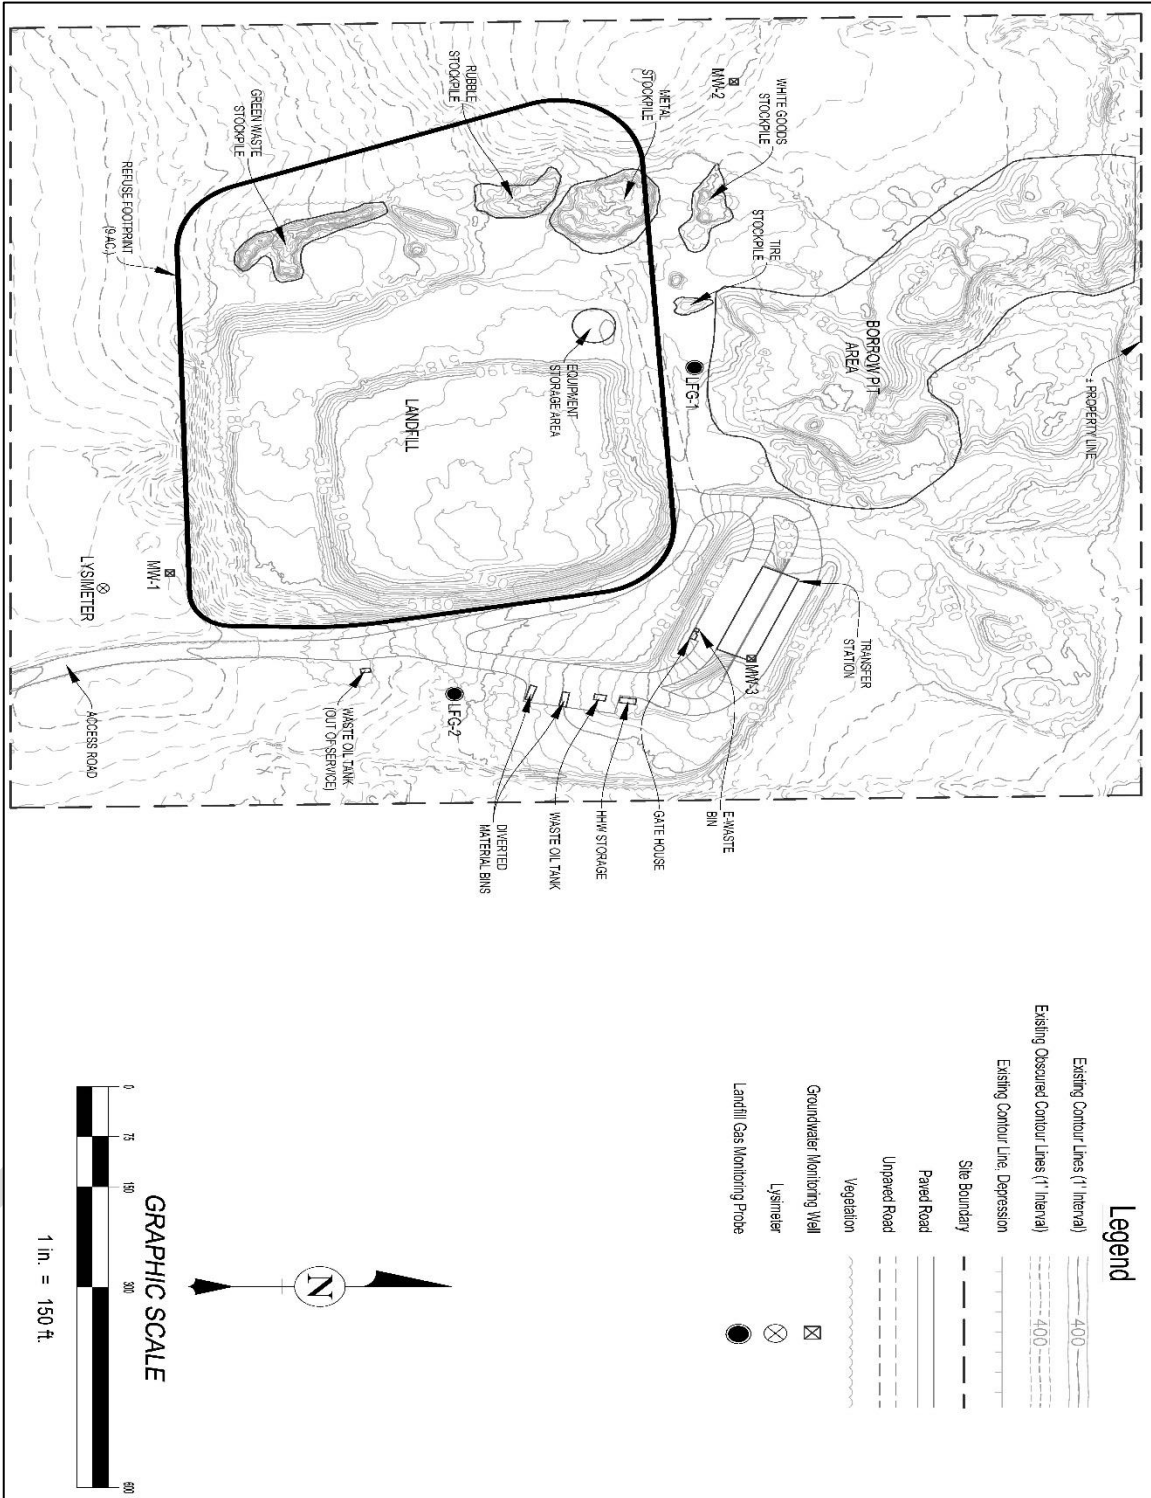 MW-2
WHITE GOODS
STOCKPILE
METAL
STOCKPILE
RUBBLE
STOCKPILE
GREEN WASTE
STOCKPILE
REFUSE FOOTPRINT
(9 AC.)
TIRE
STOCKPILE
BORROW PIT
AREA
± PROPERTY LINE
LFG-1
EQUIPMENT
STORAGE AREA
LANDFILL
190
MW-1
LYSIMETER
TRANSFER
STATION
MW-3
LFG-2
WASTE OIL TANK
(OUT OF SERVICE)
ACCESS ROAD
E-WASTE
BIN
GATE HOUSE
HHW STORAGE
WASTE OIL TANK
DIVERTED
MATERIAL BINS
Legend
Existing Contour Lines (1' Interval)
400
Existing Obscured Contour Lines (1' Interval)
400
Existing Contour Line, Depression
Site Boundary
Paved Road
Unpaved Road
Vegetation
Groundwater Monitoring Well
Lysimeter
Landfill Gas Monitoring Probe
N
GRAPHIC SCALE
0 75 150 300 600
1 in. = 150 ft.